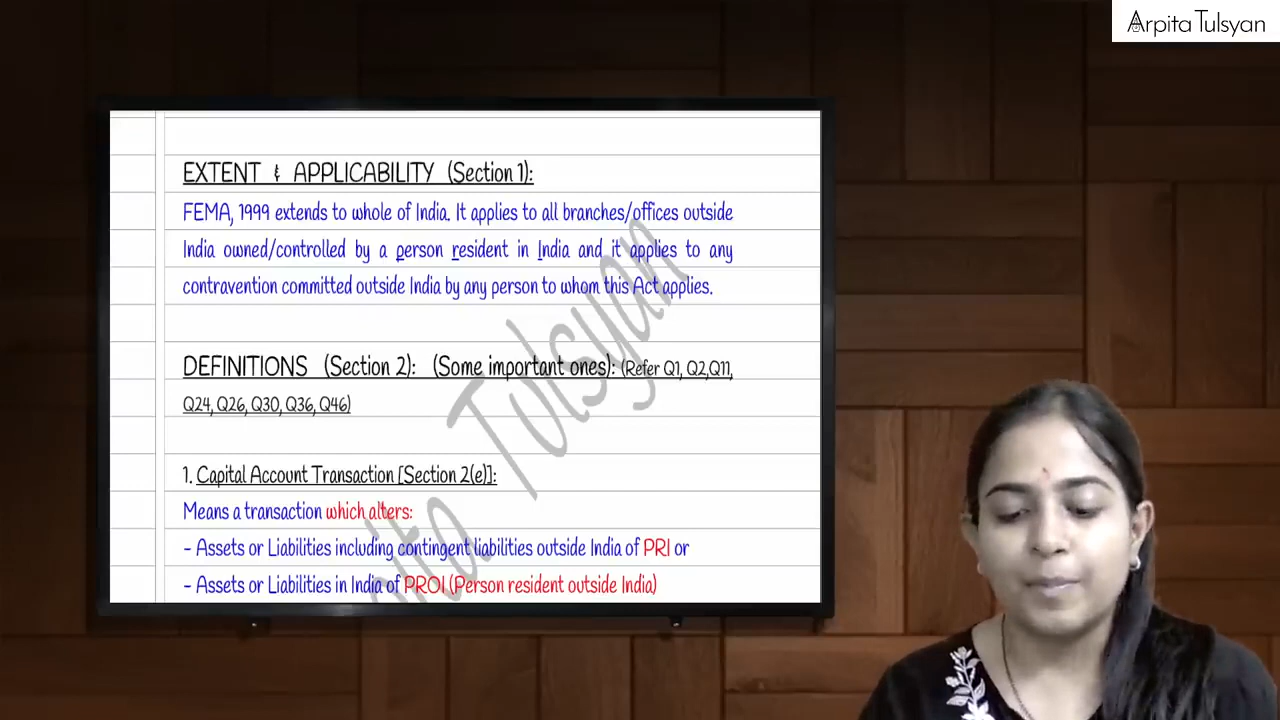 Arpita Tulsyan
EXTENT & APPLICABILITY (Section 1):
FEMA, 1999 extends to whole of India. It applies to all branches/offices outside
India owned/controlled by a person resident in India and it applies to any
contravention committed outside India by any person to whom this Act applies.
DEFINITIONS (Section 2): (Some important ones): (Refer Q1, Q2,Q11,
Q24, Q26, Q30, Q36, Q46)
1. Capital Account Transaction [Section 2(e)]:
Means a transaction which alters:
- Assets or Liabilities including contingent liabilities outside India of PRI or
- Assets or Liabilities in India of PROI (Person resident outside India)
Arpita Tulsyan